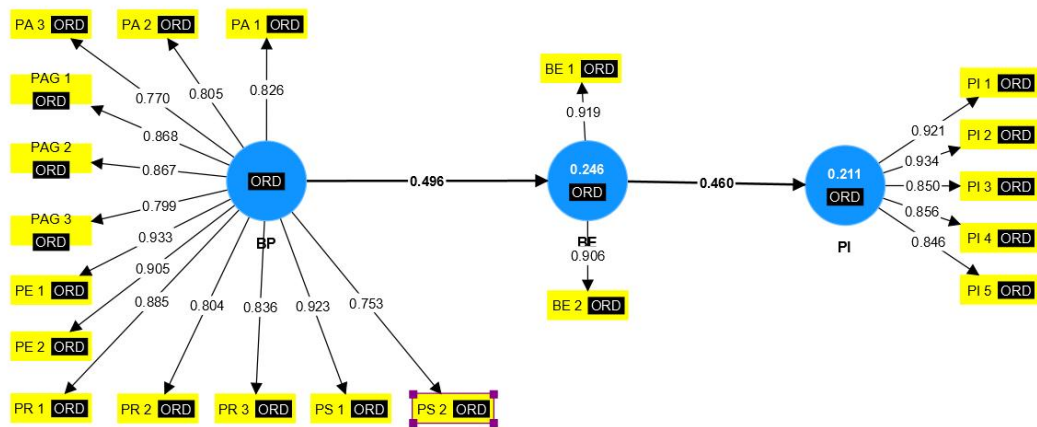 PA 3 ORD
PA 2 ORD
PA 1 ORD
PAG 1
ORD
PAG 2
ORD
PAG 3
ORD
PE 1 ORD
PE 2 ORD
PR 1 ORD
PR 2 ORD
PR 3 ORD
PS 1 ORD
PS 2 ORD
0.770
0.805
0.826
0.868
0.867
0.799
0.933
0.905
0.885
0.804
0.836
0.923
0.753
ORD
BP
0.496
BE 1 ORD
0.919
0.246
ORD
BE
0.906
BE 2 ORD
0.460
0.211
ORD
PI
0.921
0.934
0.850
0.856
0.846
PI 1 ORD
PI 2 ORD
PI 3 ORD
PI 4 ORD
PI 5 ORD